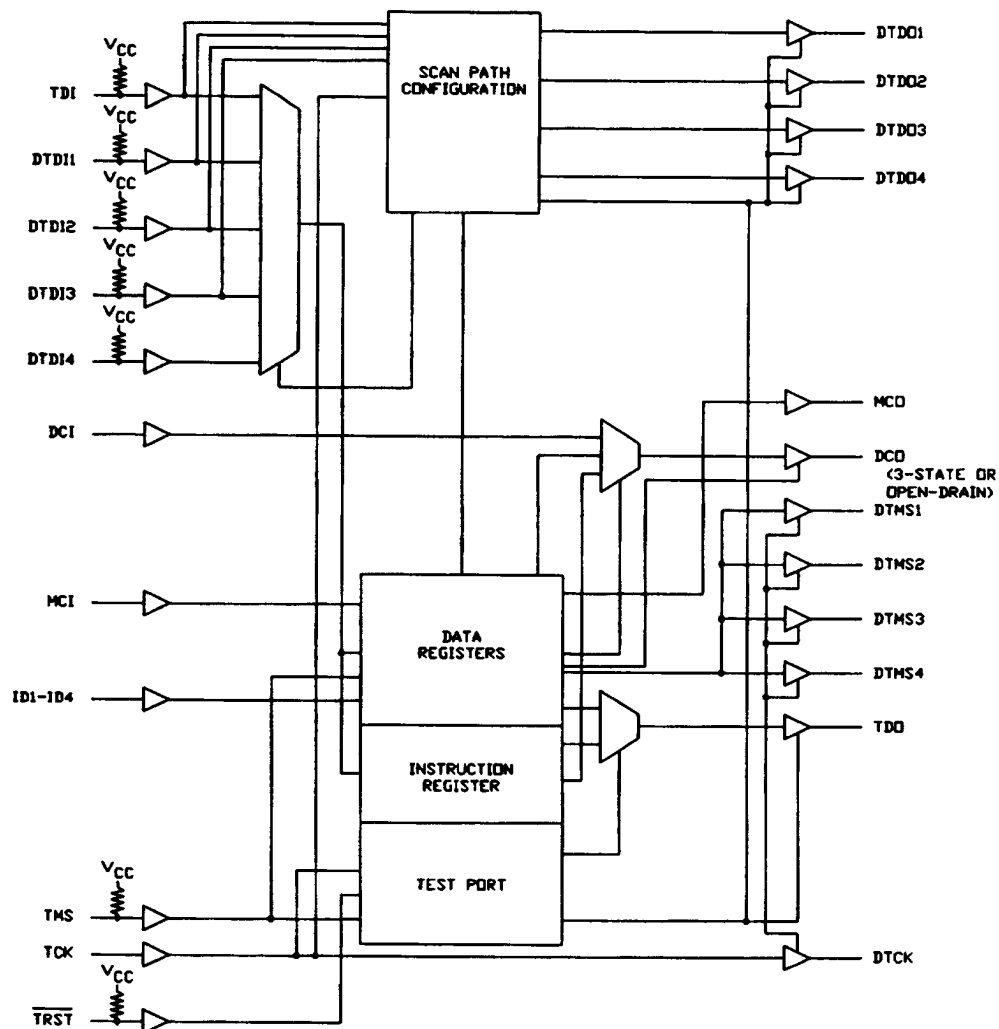 VCC
TDI
VCC
DTDI1
VCC
DTDI2
VCC
DTDI3
VCC
DTDI4
DCI
MCI
ID1-ID4
VCC
TMS
TCK
VCC
TRST
SCAN PATH
CONFIGURATION
DATA
REGISTERS
INSTRUCTION
REGISTER
TEST PORT
DTDO1
DTDO2
DTDO3
DTDO4
MCO
DCO
(3-STATE OR
OPEN-DRAIN)
DTMS1
DTMS2
DTMS3
DTMS4
TDO
DTCK